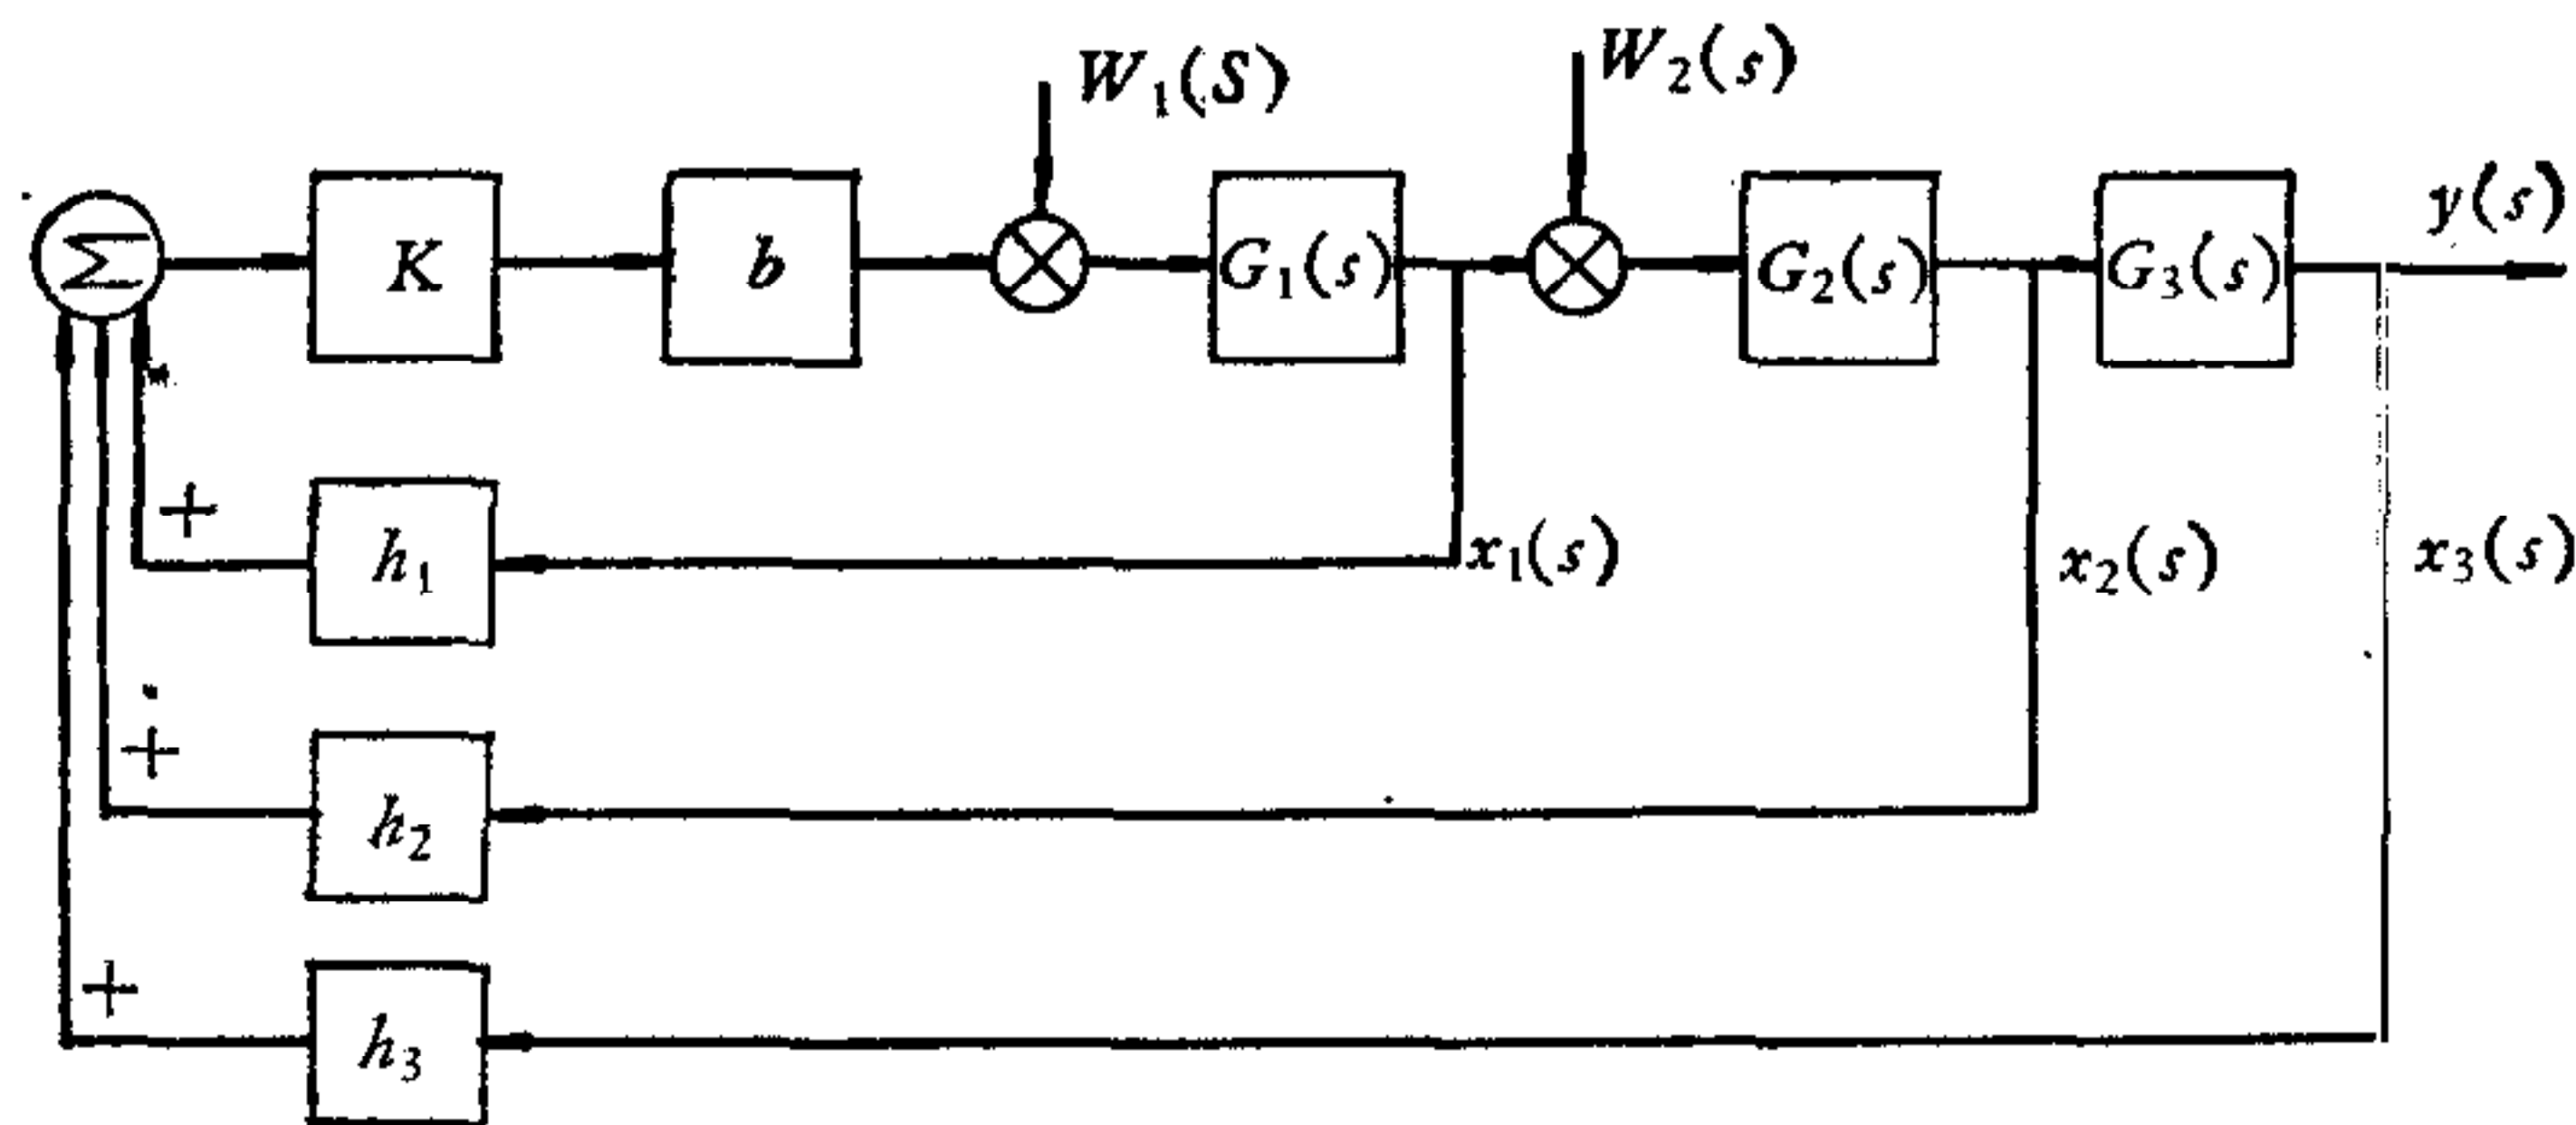 W₁(S)
W₂(s)
Σ
K
b
G₁(s)
G₂(s)
G₃(s)
y(s)
+
h₁
x₁(s)
x₂(s)
x₃(s)
+
h₂
+
h₃